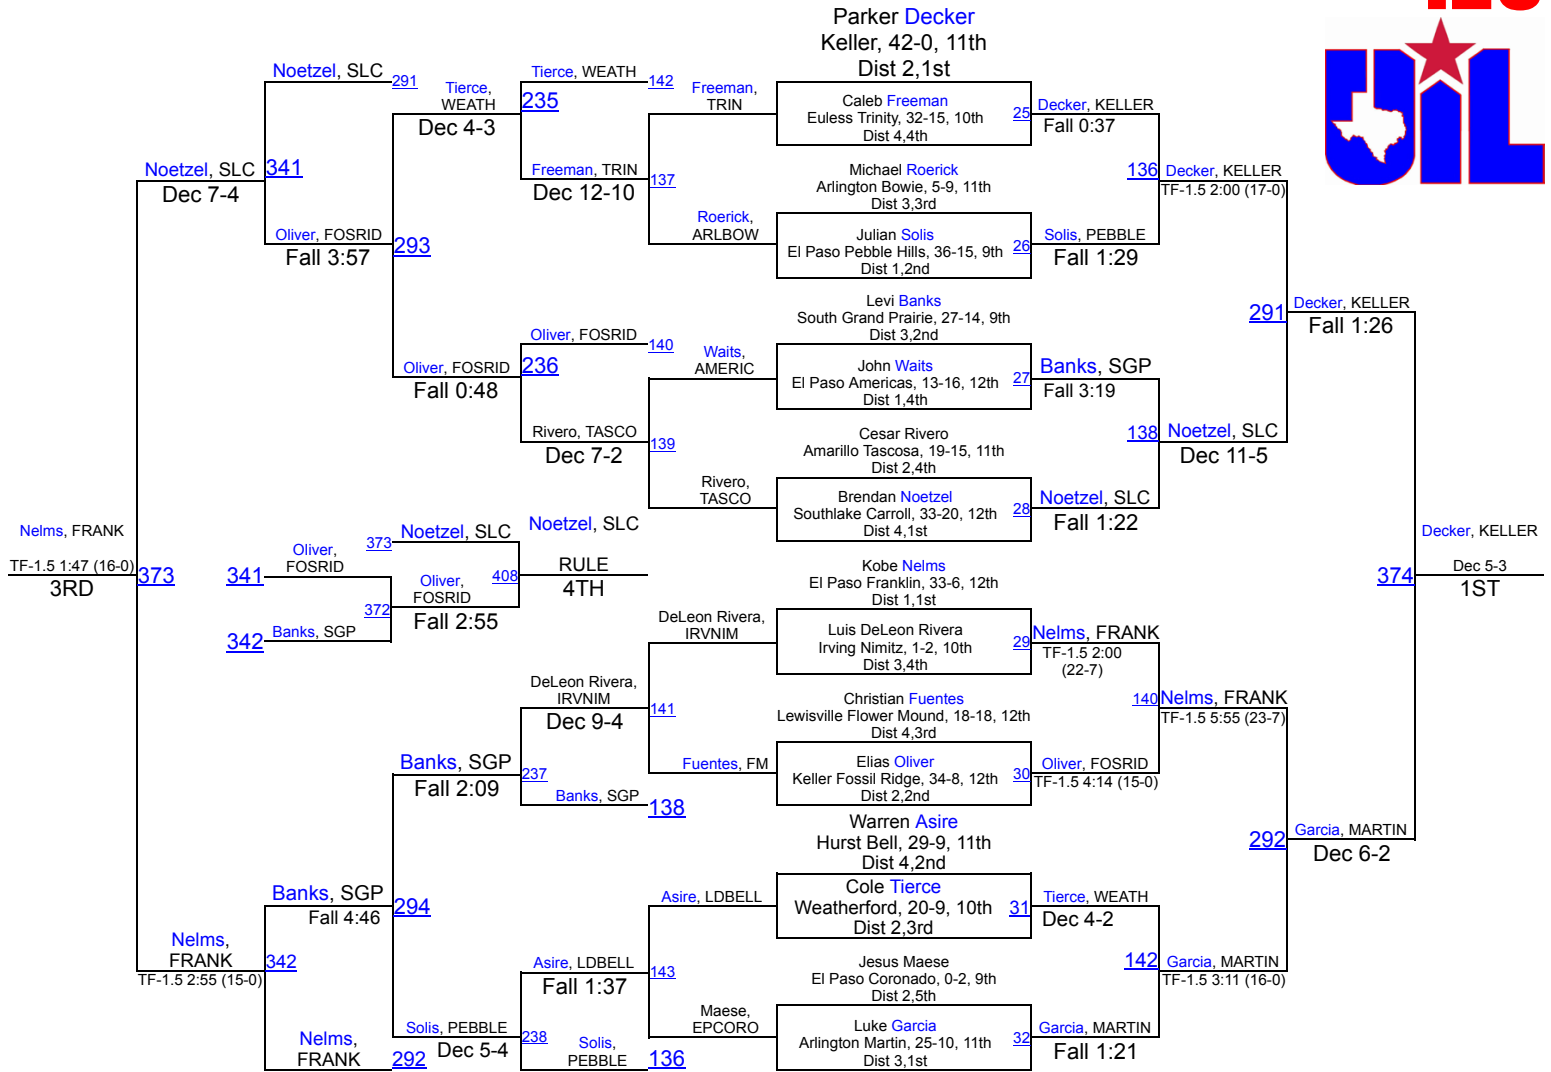 Parker Decker
Keller, 42-0, 11th
Dist 2,1st
Caleb Freeman
Euless Trinity, 32-15, 10th
Dist 4,4th
25
Michael Roerick
Arlington Bowie, 5-9, 11th
Dist 3,3rd
Julian Solis
El Paso Pebble Hills, 36-15, 9th
Dist 1,2nd
26
Levi Banks
South Grand Prairie, 27-14, 9th
Dist 3,2nd
John Waits
El Paso Americas, 13-16, 12th
Dist 1,4th
27
Cesar Rivero
Amarillo Tascosa, 19-15, 11th
Dist 2,4th
Brendan Noetzel
Southlake Carroll, 33-20, 12th
Dist 4,1st
28
Kobe Nelms
El Paso Franklin, 33-6, 12th
Dist 1,1st
Luis DeLeon Rivera
Irving Nimitz, 1-2, 10th
Dist 3,4th
29
Christian Fuentes
Lewisville Flower Mound, 18-18, 12th
Dist 4,3rd
Elias Oliver
Keller Fossil Ridge, 34-8, 12th
Dist 2,2nd
30
Warren Asire
Hurst Bell, 29-9, 11th
Dist 4,2nd
Cole Tierce
Weatherford, 20-9, 10th
Dist 2,3rd
31
Jesus Maese
El Paso Coronado, 0-2, 9th
Dist 2,5th
Luke Garcia
Arlington Martin, 25-10, 11th
Dist 3,1st
32
Decker, KELLER
Fall 0:37
136
Solis, PEBBLE
Fall 1:29
Banks, SGP
Fall 3:19
138
Noetzel, SLC
Fall 1:22
Nelms, FRANK
TF-1.5 2:00
(22-7)
140
Oliver, FOSRID
TF-1.5 4:14 (15-0)
Tierce, WEATH
Dec 4-2
142
Garcia, MARTIN
Fall 1:21
Decker, KELLER
TF-1.5 2:00 (17-0)
291
Noetzel, SLC
Dec 11-5
Nelms, FRANK
TF-1.5 5:55 (23-7)
292
Garcia, MARTIN
TF-1.5 3:11 (16-0)
Decker, KELLER
Fall 1:26
374
Garcia, MARTIN
Dec 6-2
Decker, KELLER
Dec 5-3
1ST
UIL
Freeman,
TRIN
137
Roerick,
ARLBOW
Waits,
AMERIC
139
Rivero,
TASCO
DeLeon Rivera,
IRVNIM
141
Fuentes, FM
Asire, LDBELL
143
Maese,
EPCORO
Tierce, WEATH
142
235
Freeman, TRIN
Dec 12-10
Oliver, FOSRID
140
236
Rivero, TASCO
Dec 7-2
DeLeon Rivera,
IRVNIM
Dec 9-4
237
Banks, SGP
138
Asire, LDBELL
Fall 1:37
238
Solis,
PEBBLE
136
Tierce,
WEATH
Dec 4-3
293
Oliver, FOSRID
Fall 0:48
Banks, SGP
Fall 2:09
294
Solis, PEBBLE
Dec 5-4
Noetzel, SLC
291
341
Oliver, FOSRID
Fall 3:57
Banks, SGP
Fall 4:46
342
Nelms,
FRANK
292
Noetzel, SLC
Dec 7-4
373
Nelms,
FRANK
TF-1.5 2:55 (15-0)
Nelms, FRANK
TF-1.5 1:47 (16-0)
3RD
341
Oliver,
FOSRID
372
342
Banks, SGP
373
Noetzel, SLC
408
Oliver,
FOSRID
Fall 2:55
Noetzel, SLC
RULE
4TH